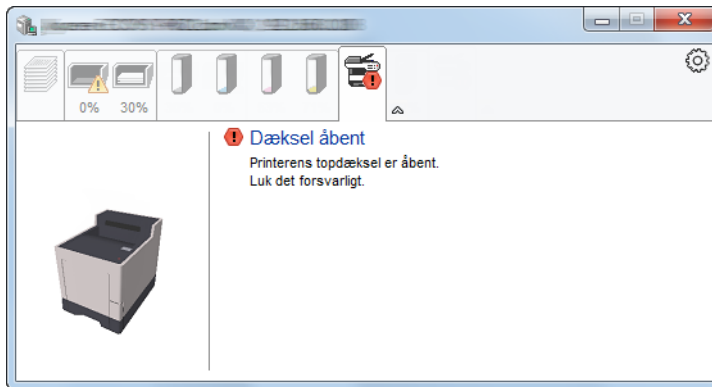 0% 30%
Dæksel åbent
Printerens topdæksel er åbent.
Luk det forsvarligt.